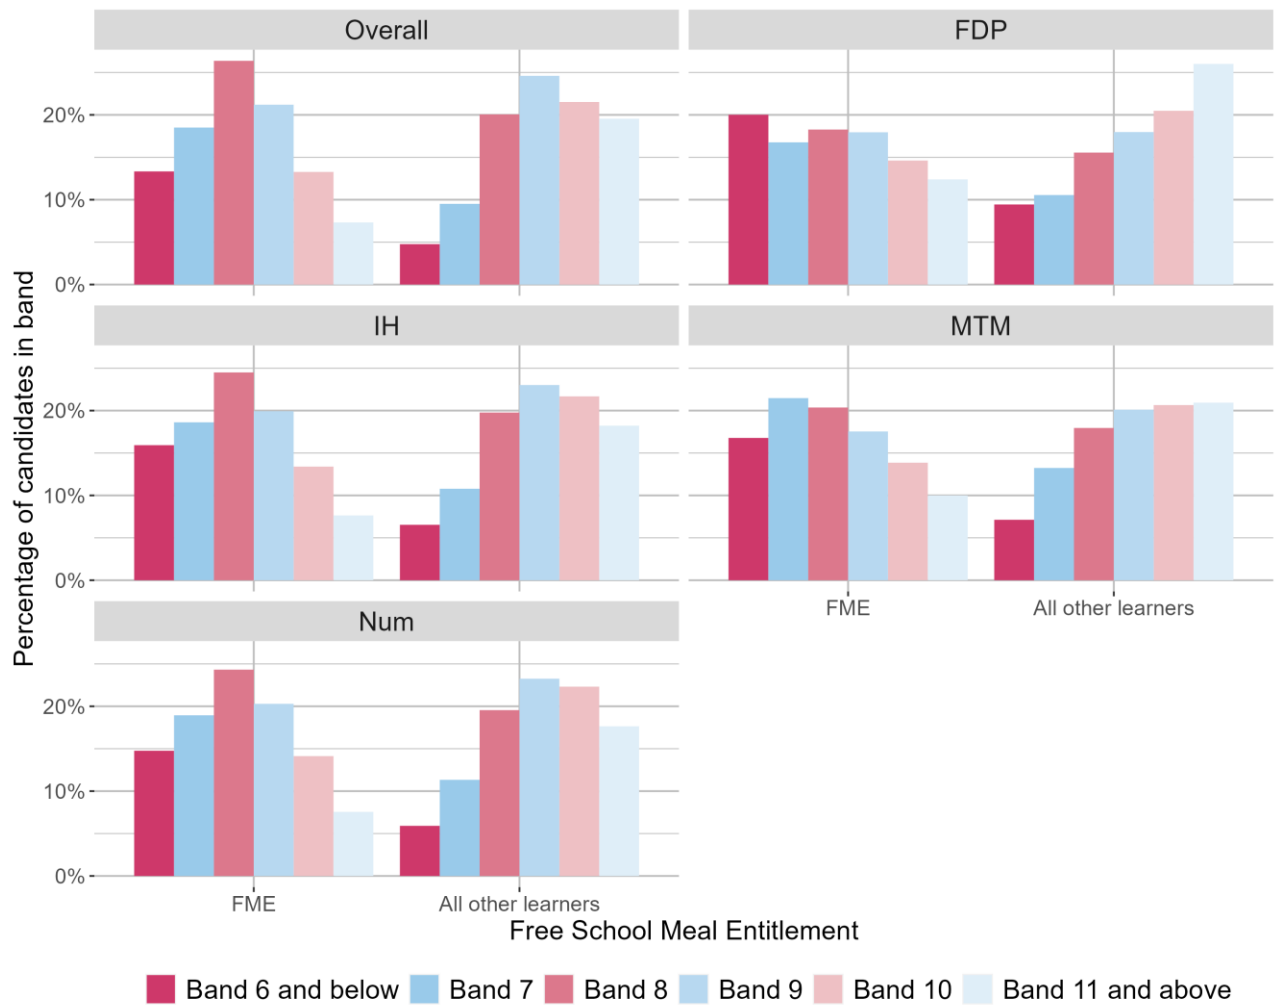 Overall
FDP
20%
10%
0%
IH
MTM
20%
10%
0%
FME
All other learners
Num
20%
10%
0%
FME
All other learners
Percentage of candidates in band
Free School Meal Entitlement
Band 6 and below
Band 7
Band 8
Band 9
Band 10
Band 11 and above